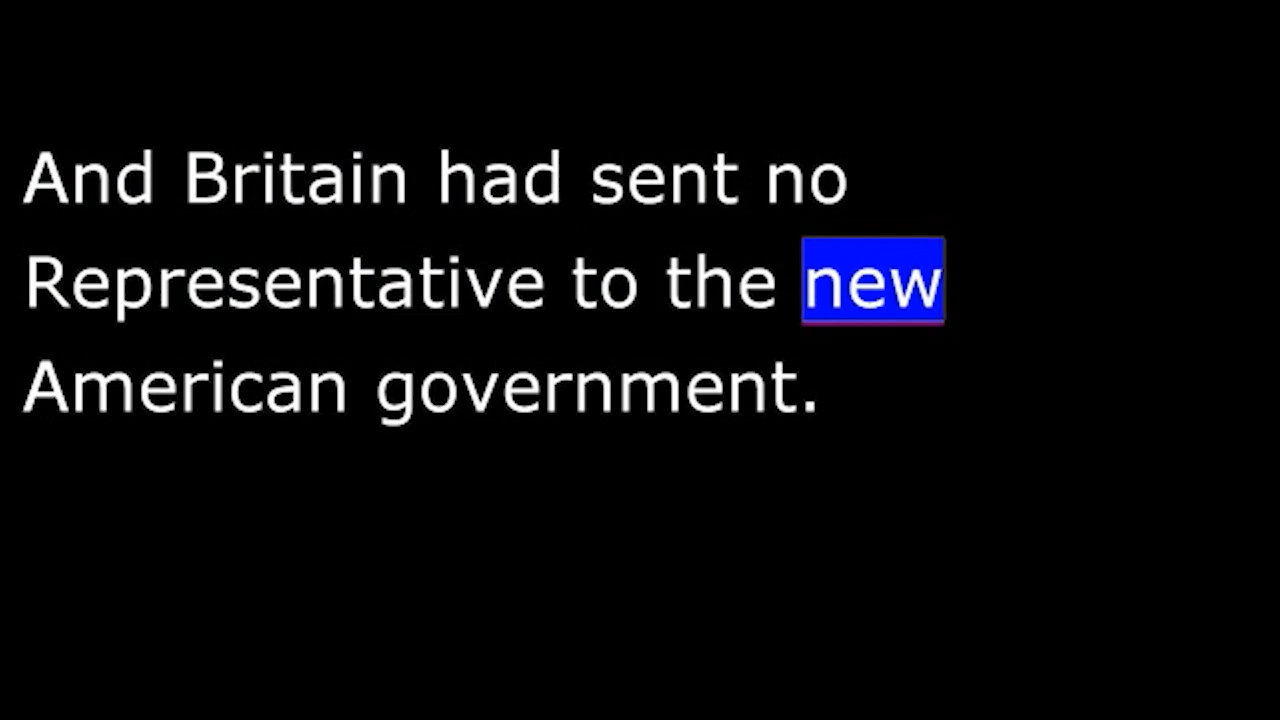 And Britain had sent no
Representative to the new
American government.